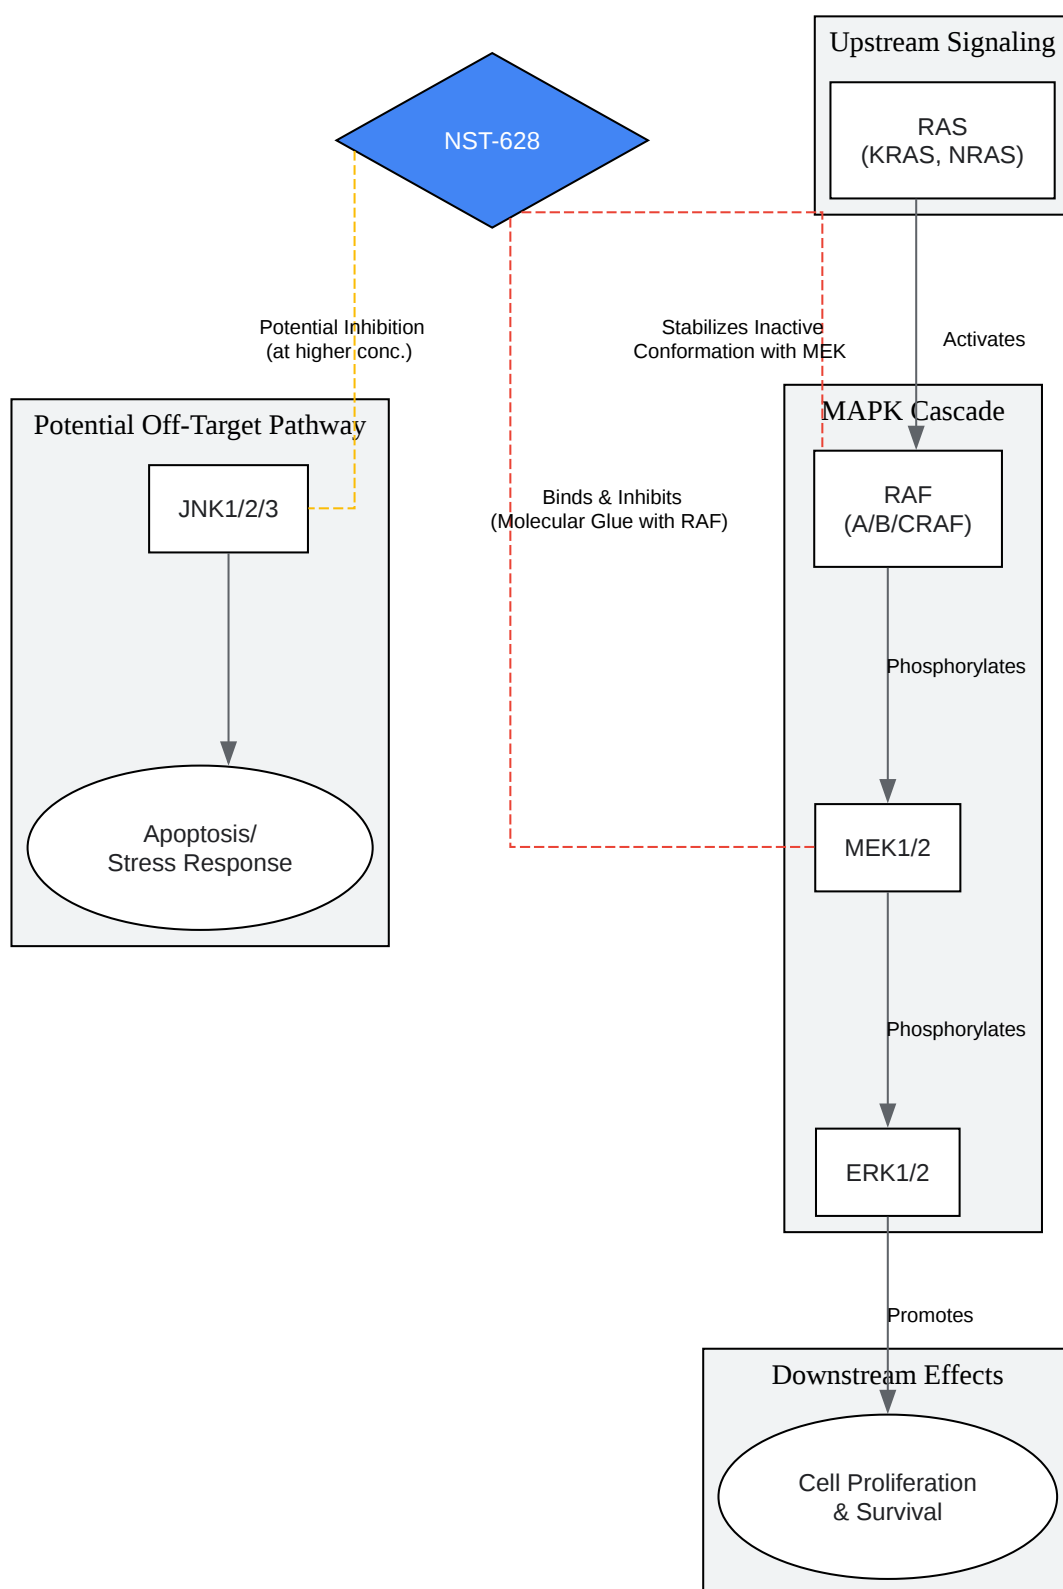 Upstream Signaling
RAS
(KRAS, NRAS)
NST-628
Potential Inhibition
(at higher conc.)
Stabilizes Inactive
Conformation with MEK
Activates
Potential Off-Target Pathway
JNK1/2/3
Apoptosis/
Stress Response
Binds & Inhibits
(Molecular Glue with RAF)
MAPK Cascade
RAF
(A/B/CRAF)
Phosphorylates
MEK1/2
Phosphorylates
ERK1/2
Promotes
Downstream Effects
Cell Proliferation
& Survival